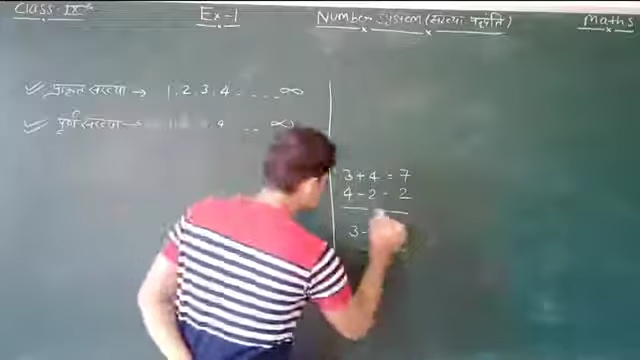 Class-IX
Ex-1
Number System (संख्या पद्धति)
Maths
प्राकृत संख्या → 1, 2, 3, 4 - - - - ∞
पूर्ण संख्या → - - ∞
3 + 4 = 7
4 - 2 - 2
3 -